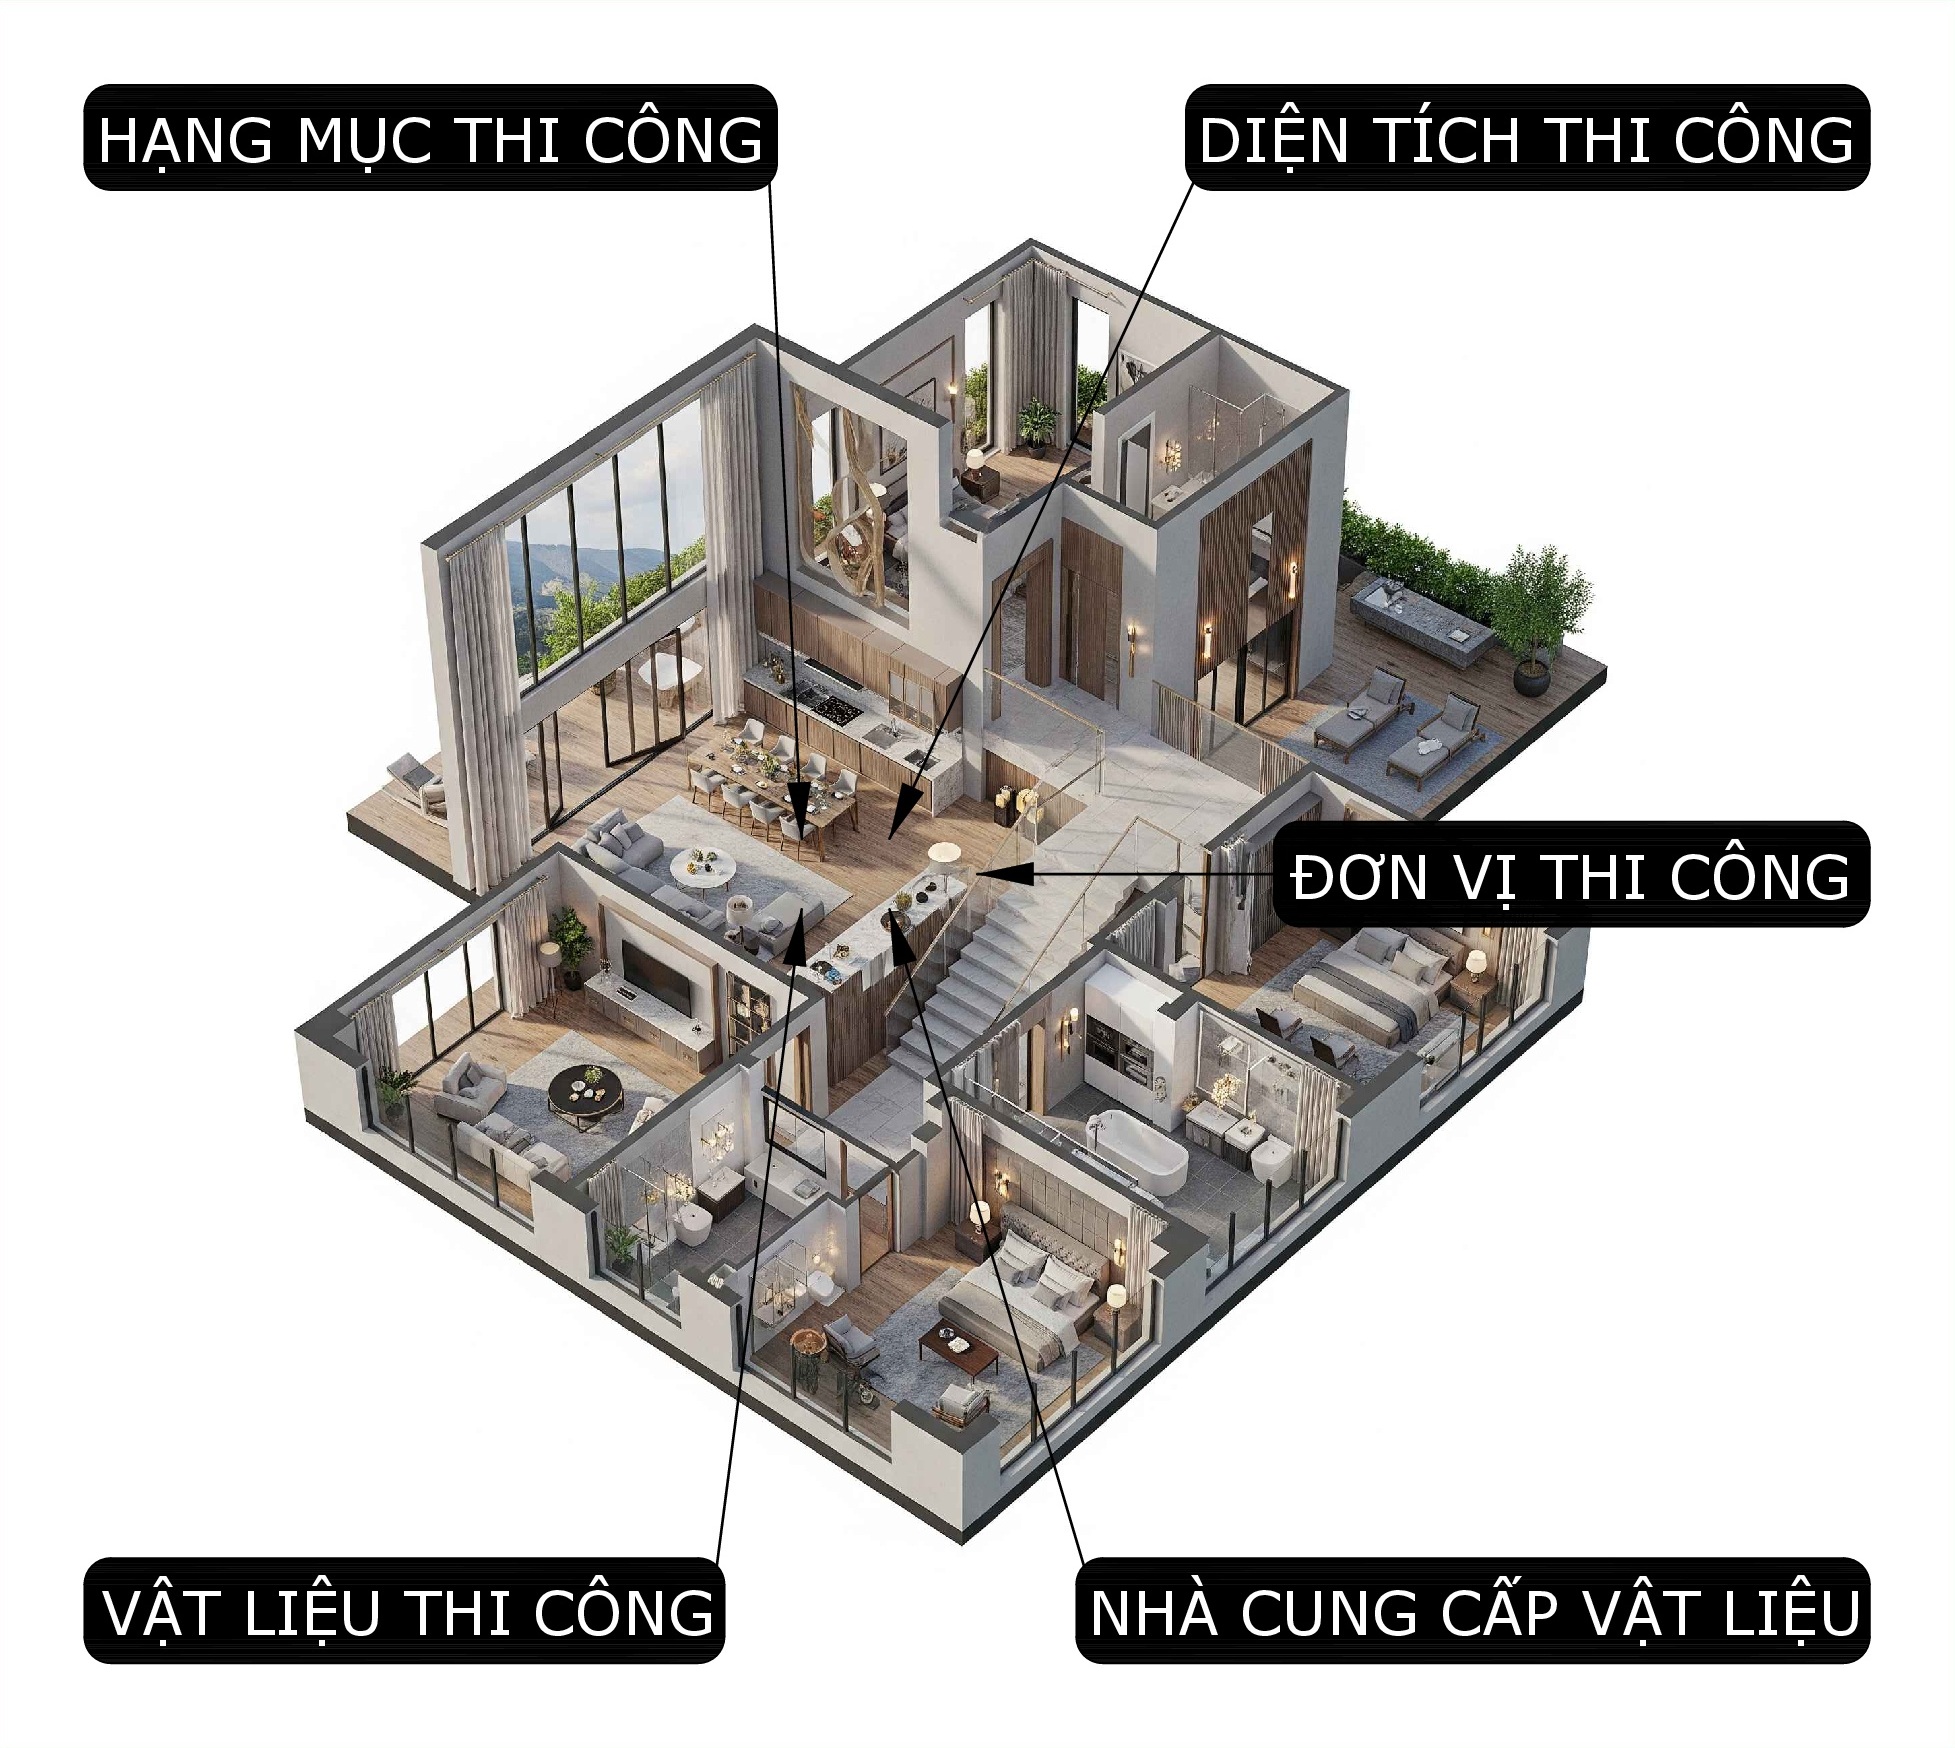 HẠNG MỤC THI CÔNG
DIỆN TÍCH THI CÔNG
ĐƠN VỊ THI CÔNG
VẬT LIỆU THI CÔNG
NHÀ CUNG CẤP VẬT LIỆU